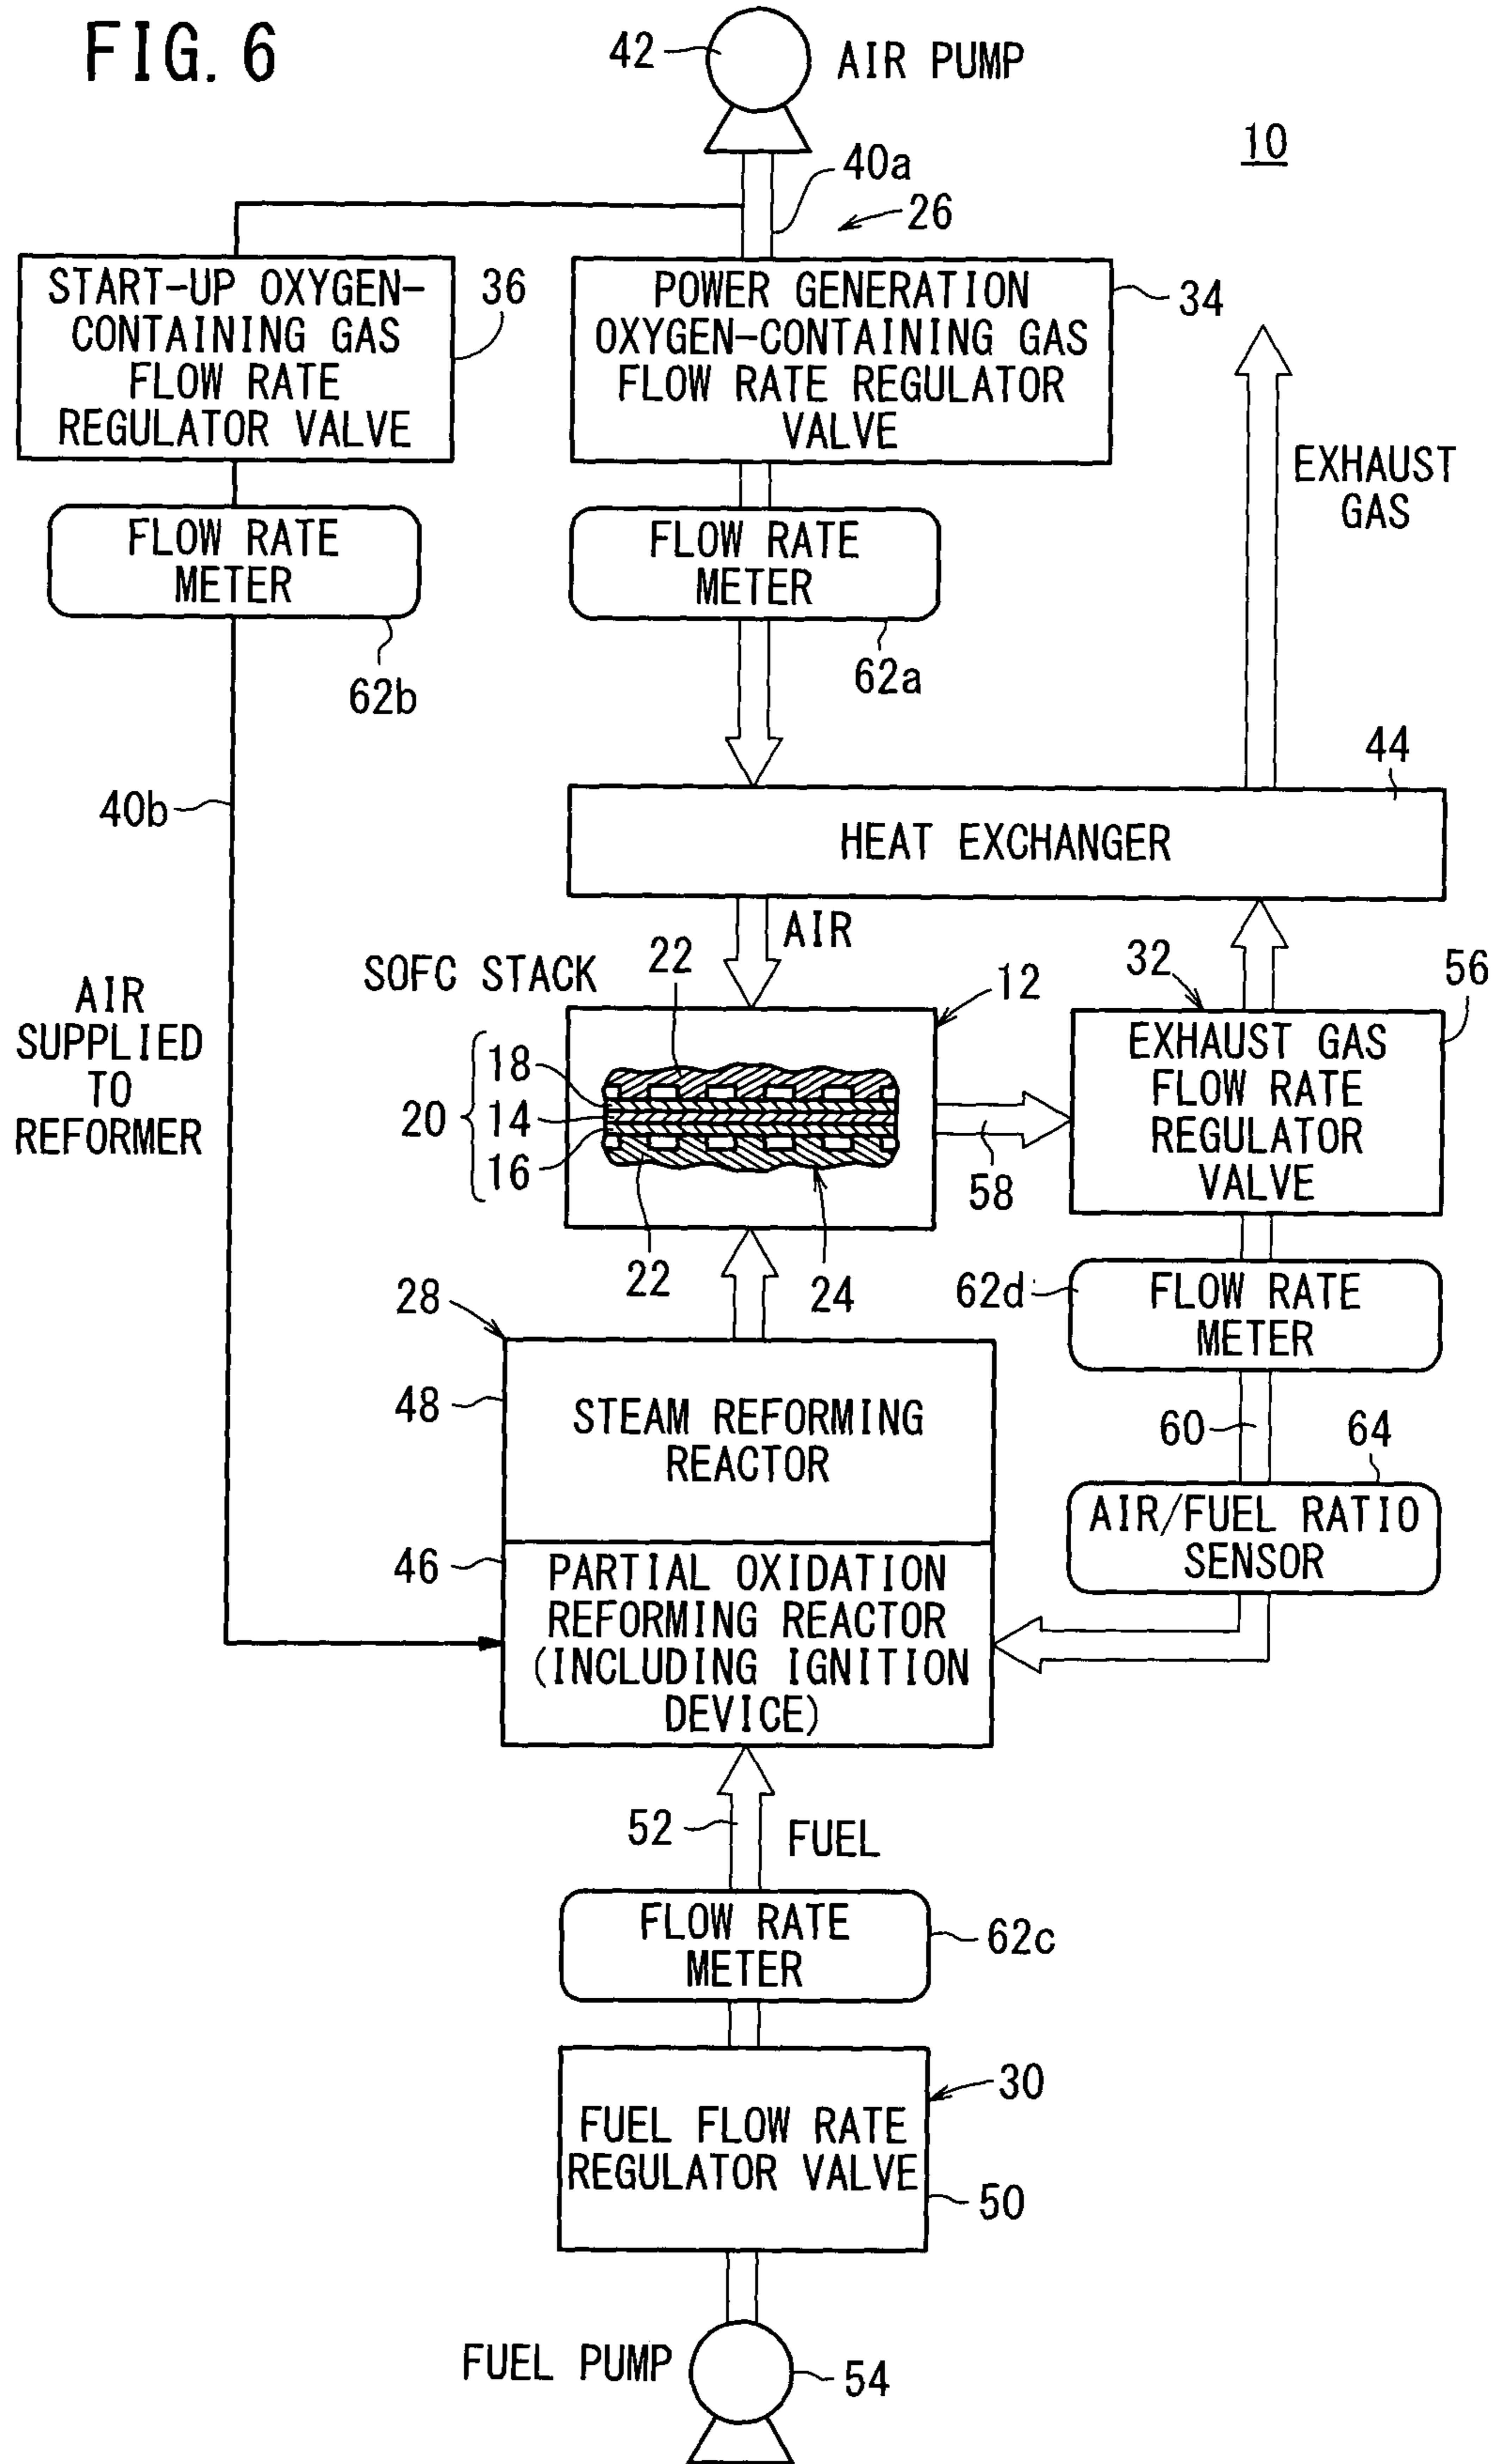 FIG. 6
42
AIR PUMP
10
40a
26
START-UP OXYGEN-
CONTAINING GAS
FLOW RATE
REGULATOR VALVE
36
POWER GENERATION
OXYGEN-CONTAINING GAS
FLOW RATE REGULATOR
VALVE
34
EXHAUST
GAS
FLOW RATE
METER
62b
FLOW RATE
METER
62a
40b
44
HEAT EXCHANGER
AIR
SOFC STACK
22
12
32
56
AIR
SUPPLIED
TO
REFORMER
20
18
14
16
22
24
58
EXHAUST GAS
FLOW RATE
REGULATOR
VALVE
62d
FLOW RATE
METER
28
48
STEAM REFORMING
REACTOR
60
64
AIR/FUEL RATIO
SENSOR
46
PARTIAL OXIDATION
REFORMING REACTOR
(INCLUDING IGNITION
DEVICE)
52
FUEL
FLOW RATE
METER
62c
30
FUEL FLOW RATE
REGULATOR VALVE
50
FUEL PUMP
54